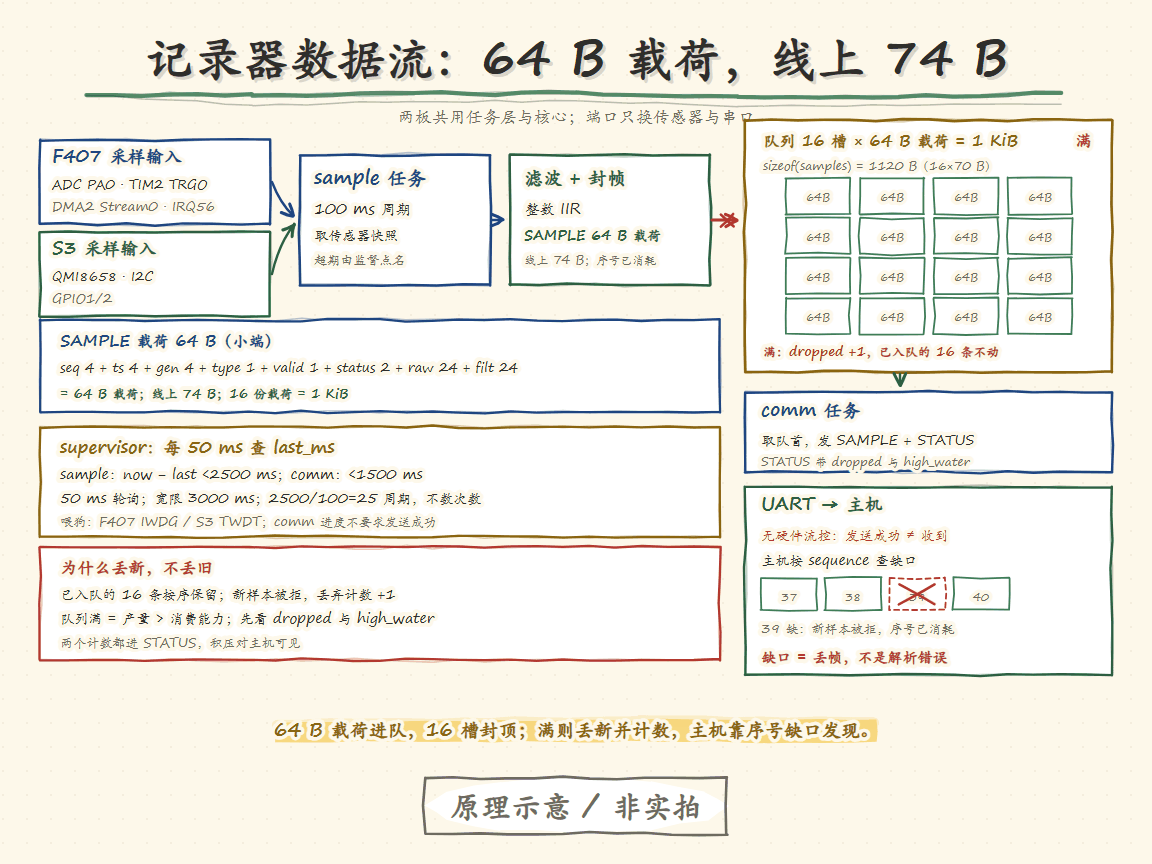 记录器数据流：64 B 载荷，线上 74 B
两板共用任务层与核心；端口只换传感器与串口
F407 采样输入
ADC PA0 · TIM2 TRGO
DMA2 Stream0 · IRQ56
S3 采样输入
QMI8658 · I2C
GPIO1/2
sample 任务
100 ms 周期
取传感器快照
超期由监督点名
滤波 + 封帧
整数 IIR
SAMPLE 64 B 载荷
线上 74 B；序号已消耗
队列 16 槽 × 64 B 载荷 = 1 KiB
满
sizeof(samples) = 1120 B（16×70 B）
64B 64B 64B 64B
64B 64B 64B 64B
64B 64B 64B 64B
64B 64B 64B 64B
满：dropped +1，已入队的 16 条不动
SAMPLE 载荷 64 B（小端）
seq 4 + ts 4 + gen 4 + type 1 + valid 1 + status 2 + raw 24 + filt 24
= 64 B 载荷；线上 74 B；16 份载荷 = 1 KiB
comm 任务
取队首，发 SAMPLE + STATUS
STATUS 带 dropped 与 high_water
supervisor：每 50 ms 查 last_ms
sample：now − last <2500 ms；comm：<1500 ms
50 ms 轮询；宽限 3000 ms；2500/100=25 周期，不数次数
喂狗：F407 IWDG / S3 TWDT；comm 进度不要求发送成功
UART → 主机
无硬件流控：发送成功 ≠ 收到
主机按 sequence 查缺口
37 38 39 40
39 缺：新样本被拒，序号已消耗
缺口 = 丢帧，不是解析错误
为什么丢新，不丢旧
已入队的 16 条按序保留；新样本被拒，丢弃计数 +1
队列满 = 产量 > 消费能力；先看 dropped 与 high_water
两个计数都进 STATUS，积压对主机可见
64 B 载荷进队，16 槽封顶；满则丢新并计数，主机靠序号缺口发现。
原理示意 / 非实拍